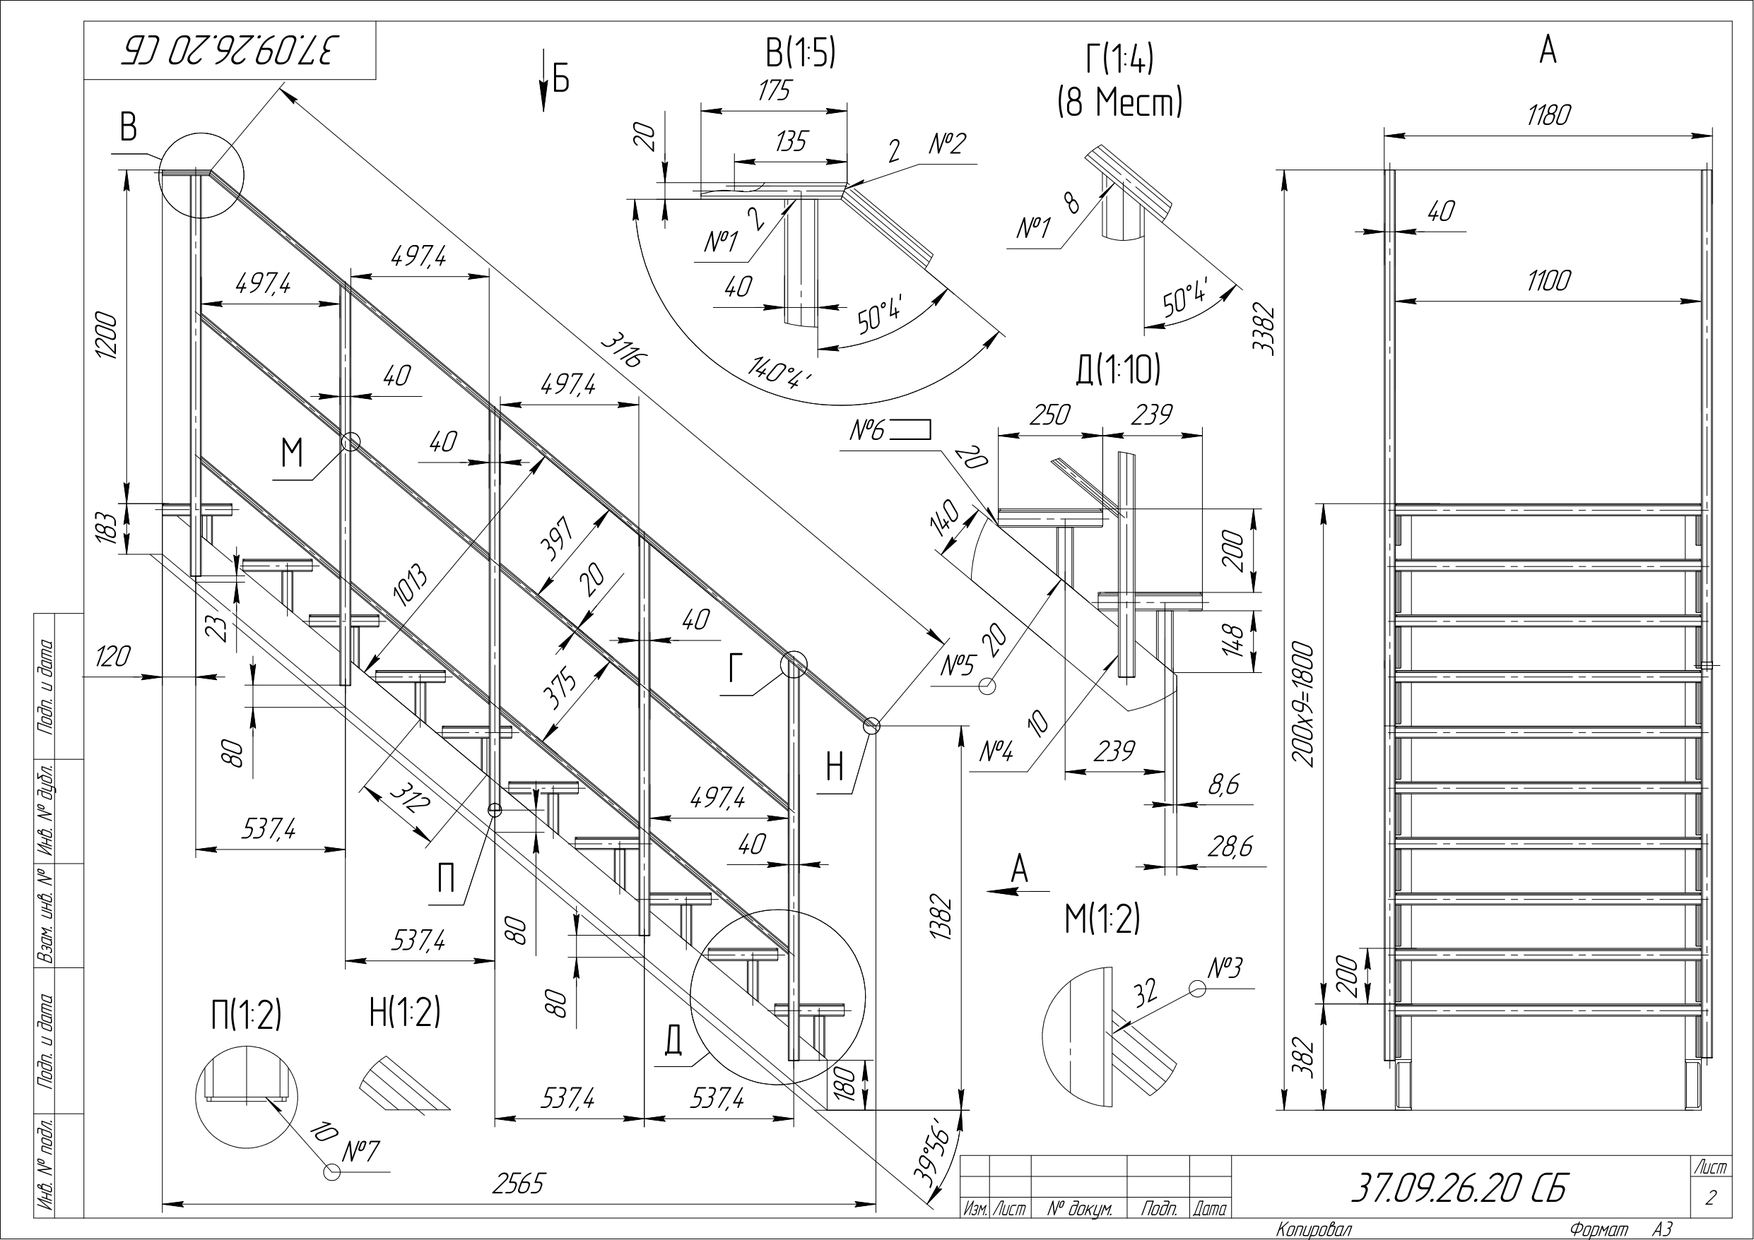 37.09.26.20 СБ
Б
В(1:5)
175
135
20
2
№2
№1
2
40
50°4'
140°4'
Г(1:4)
(8 Мест)
№1
8
50°4'
А
1180
40
1100
3382
200х9=1800
200
382
В
1200
183
120
23
80
497,4
497,4
497,4
497,4
40
40
40
40
3116
М
1013
397
20
375
312
Г
Н
П
Д
537,4
537,4
537,4
537,4
80
80
180
1382
39°56'
2565
Д(1:10)
250
239
№6
20
140
200
148
№5
20
№4
10
239
8,6
28,6
А
М(1:2)
32
№3
П(1:2)
10
№7
Н(1:2)
Подп. и дата
Инв. № дубл.
Взам. инв. №
Подп. и дата
Инв. № подл.
Изм.
Лист
№ докум.
Подп.
Дата
37.09.26.20 СБ
Лист
2
Копировал
Формат
А3